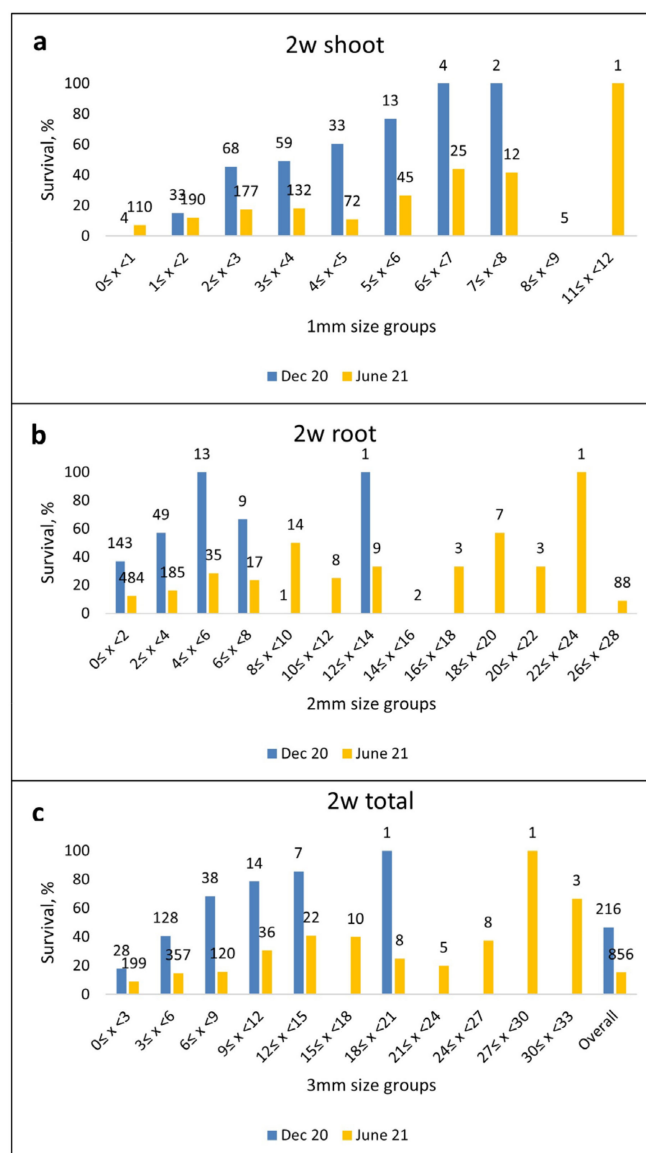 a
2w shoot
Survival, %
100
80
60
40
20
0
4 110
33 190
68 177
59 132
33 72
13 45
4 25
2 12
5
1
0≤ x <1
1≤ x <2
2≤ x <3
3≤ x <4
4≤ x <5
5≤ x <6
6≤ x <7
7≤ x <8
8≤ x <9
11≤ x <12
1mm size groups
Dec 20 June 21
b
2w root
Survival, %
100
80
60
40
20
0
143 484
49 185
13 35
9 17
1 14
8
1 9
2
3
7
3
1
88
0≤ x <2
2≤ x <4
4≤ x <6
6≤ x <8
8≤ x <10
10≤ x <12
12≤ x <14
14≤ x <16
16≤ x <18
18≤ x <20
20≤ x <22
22≤ x <24
26≤ x <28
2mm size groups
Dec 20 June 21
c
2w total
Survival, %
100
80
60
40
20
0
28 199
128 357
38 120
14 36
7 22
10
1 8
5
8
1
3
216 856
0≤ x <3
3≤ x <6
6≤ x <9
9≤ x <12
12≤ x <15
15≤ x <18
18≤ x <21
21≤ x <24
24≤ x <27
27≤ x <30
30≤ x <33
Overall
3mm size groups
Dec 20 June 21